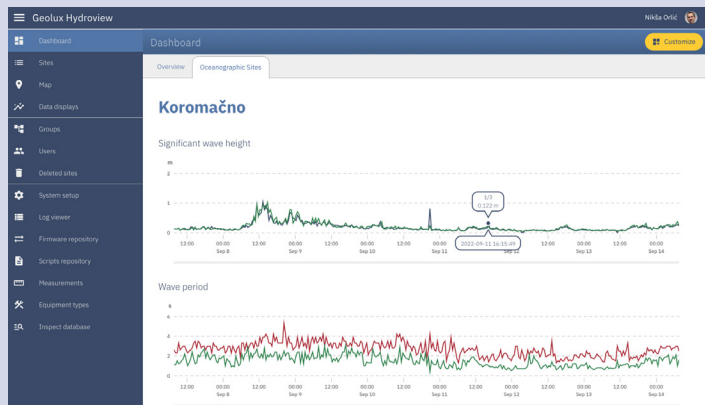 Geolux Hydroview
Nikša Orlić
Dashboard
Sites
Map
Data displays
Groups
Users
Deleted sites
System setup
Log viewer
Firmware repository
Scripts repository
Measurements
Equipment types
Inspect database
Dashboard
Customize
Overview
Oceanographic Sites
Koromačno
Significant wave height
m
2
1
0
1/3
0.122 m
2022-09-11 16:15:49
12:00 00:00 12:00 00:00 12:00 00:00 12:00 00:00 12:00 12:00 00:00 12:00 00:00
Sep 8 Sep 9 Sep 10 Sep 11 Sep 12 Sep 13 Sep 14
Wave period
s
6
4
2
0
12:00 00:00 12:00 00:00 12:00 00:00 12:00 00:00 12:00 00:00 12:00 00:00 12:00 00:00
Sep 8 Sep 9 Sep 10 Sep 11 Sep 12 Sep 13 Sep 14